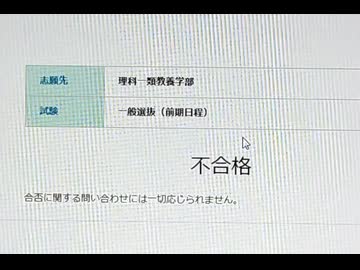 志願先 理科一類教養学部
試験 一般選抜（前期日程）
不合格
合否に関する問い合わせには一切応じられません。